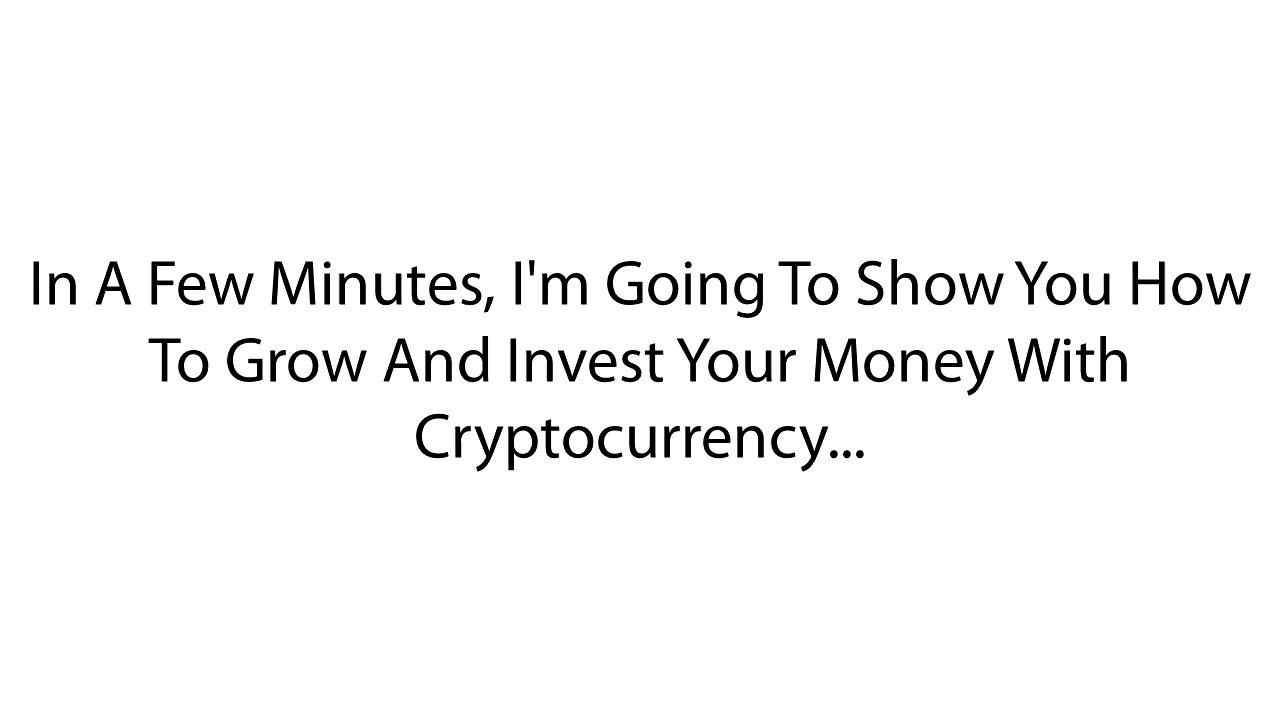 In A Few Minutes, I'm Going To Show You How
To Grow And Invest Your Money With
Cryptocurrency...